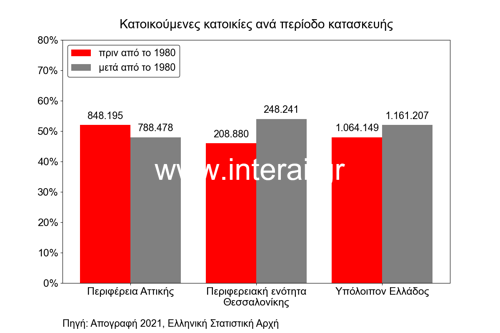 Κατοικούμενες κατοικίες ανά περίοδο κατασκευής
80%
70%
60%
50%
40%
30%
20%
10%
0%
πριν από το 1980
μετά από το 1980
848.195
788.478
208.880
248.241
1.064.149
1.161.207
www.interai.gr
Περιφέρεια Αττικής
Περιφερειακή ενότητα
Θεσσαλονίκης
Υπόλοιπον Ελλάδος
Πηγή: Απογραφή 2021, Ελληνική Στατιστική Αρχή